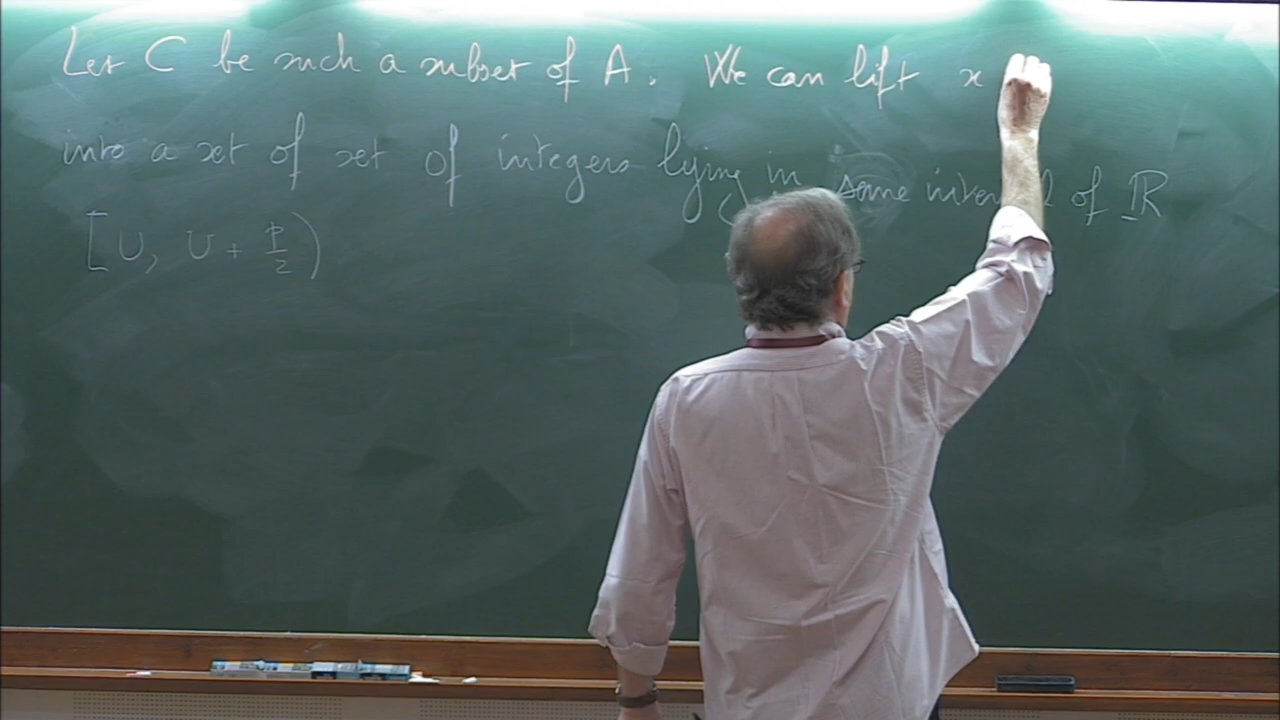 Let C be such a subset of A. We can lift x
into a set of set of integers lying in some of ℝ
[U, U + p/2)